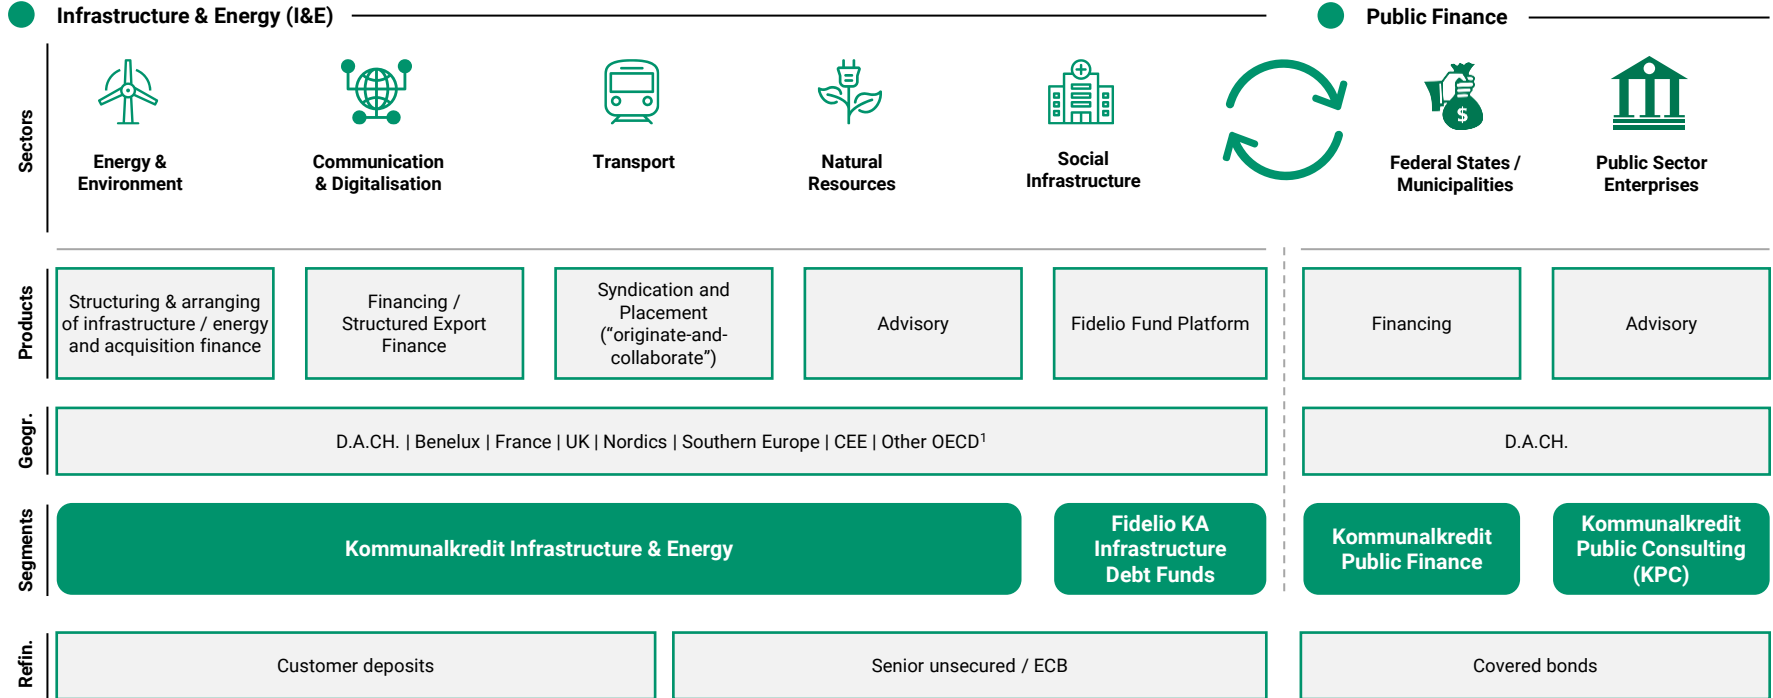 Infrastructure & Energy (I&E)
Public Finance
Sectors
Energy &
Environment
Communication
& Digitalisation
Transport
Natural
Resources
Social
Infrastructure
$
Federal States /
Municipalities
Public Sector
Enterprises
Products
Structuring & arranging
of infrastructure / energy
and acquisition finance
Financing /
Structured Export
Finance
Syndication and
Placement
(“originate-and-
collaborate”)
Advisory
Fidelio Fund Platform
Financing
Advisory
Geogr.
D.A.CH. | Benelux | France | UK | Nordics | Southern Europe | CEE | Other OECD¹
D.A.CH.
Segments
Kommunalkredit Infrastructure & Energy
Fidelio KA
Infrastructure
Debt Funds
Kommunalkredit
Public Finance
Kommunalkredit
Public Consulting
(KPC)
Refin.
Customer deposits
Senior unsecured / ECB
Covered bonds